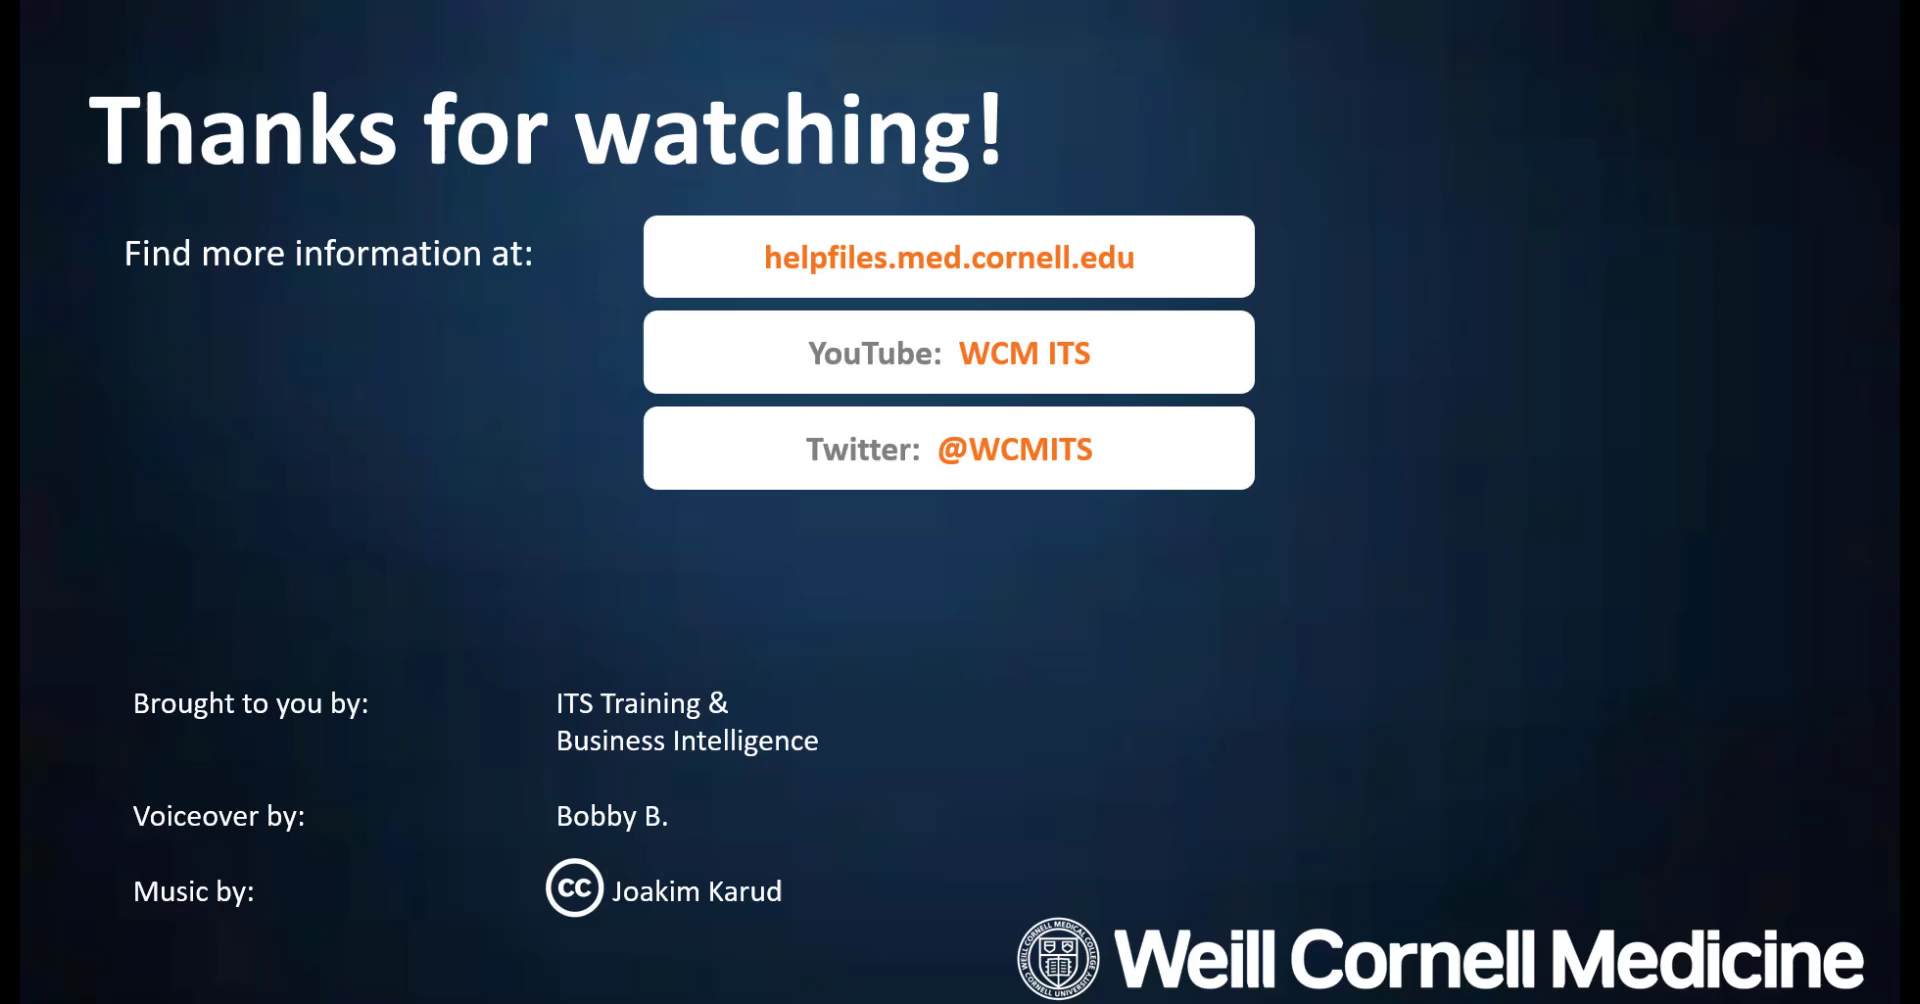 Thanks for watching!
Find more information at:
helpfiles.med.cornell.edu
YouTube: WCM ITS
Twitter: @WCMITS
Brought to you by:
ITS Training &
Business Intelligence
Voiceover by:
Bobby B.
Music by:
CC Joakim Karud
Weill Cornell Medicine